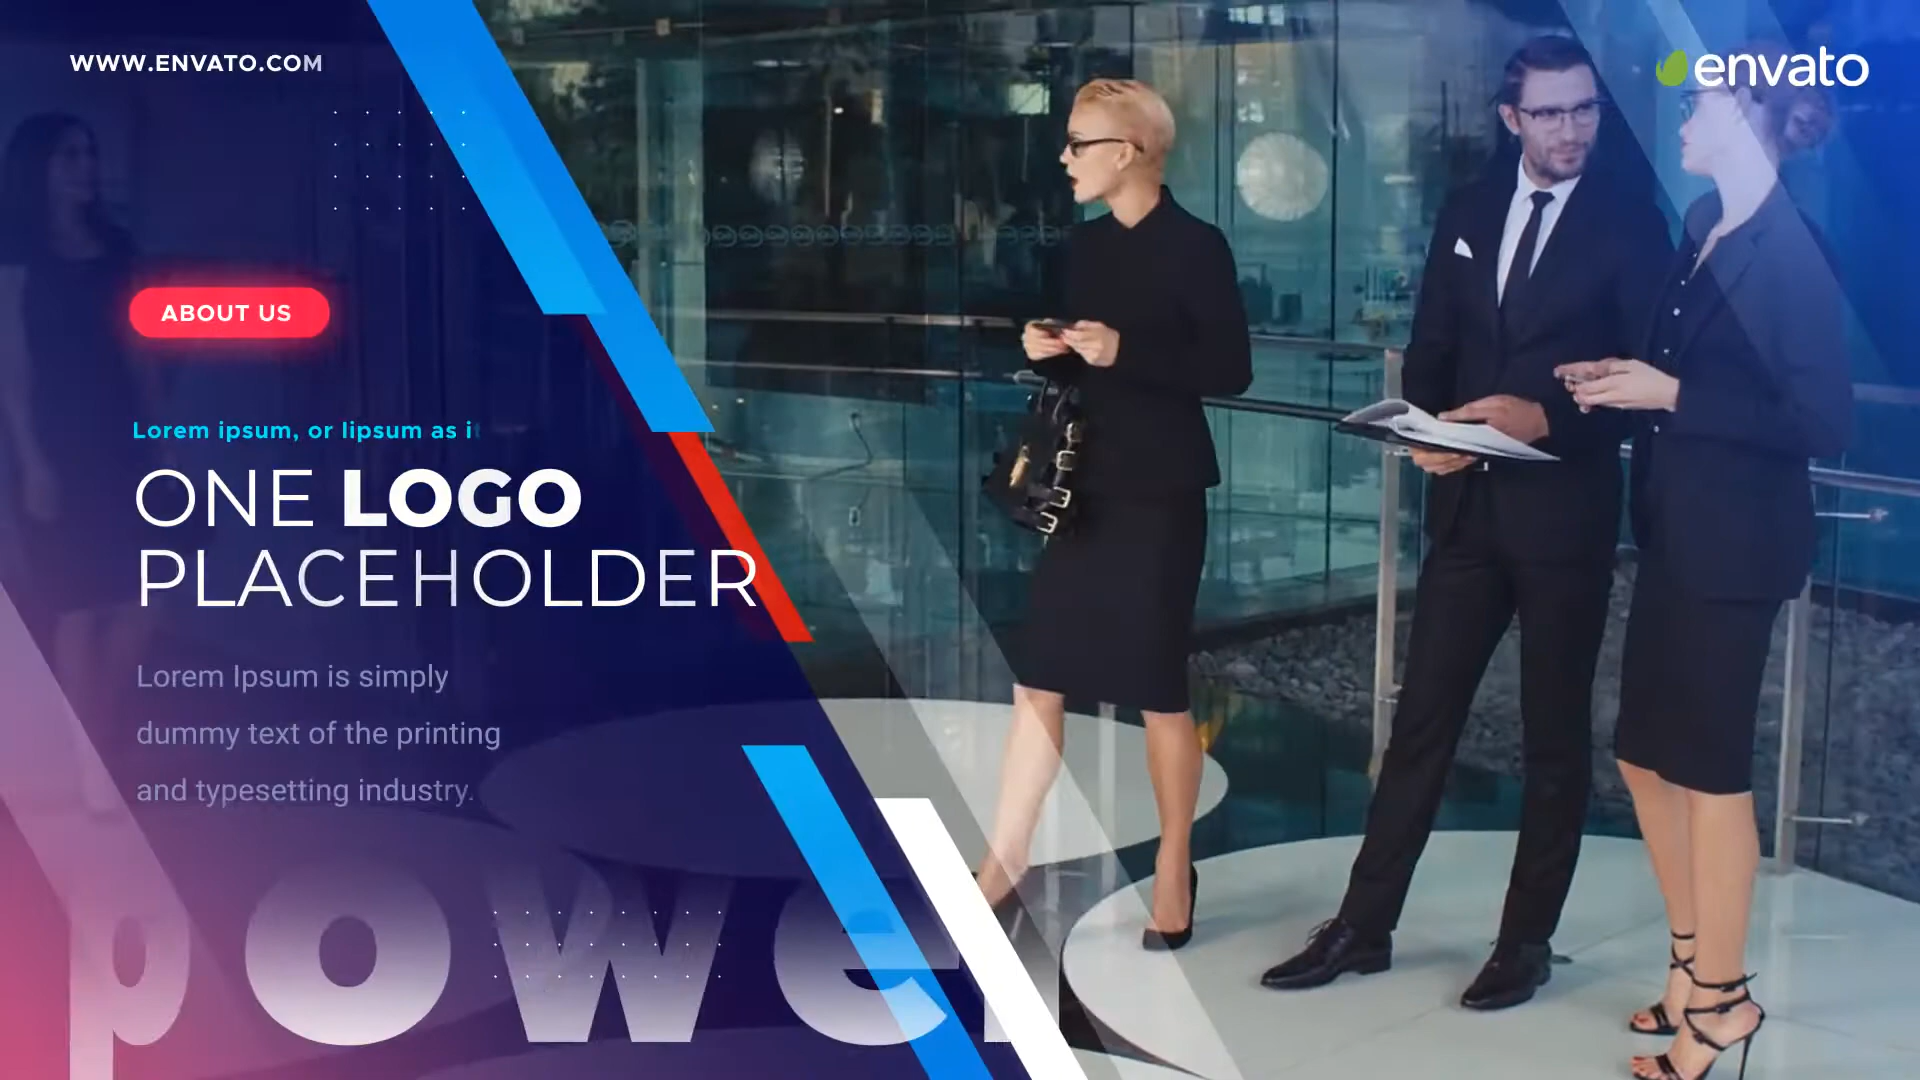 WWW.ENVATO.COM
envato
ABOUT US
Lorem ipsum, or lipsum as it
ONE LOGO
PLACEHOLDER
Lorem Ipsum is simply
dummy text of the printing
and typesetting industry.
power